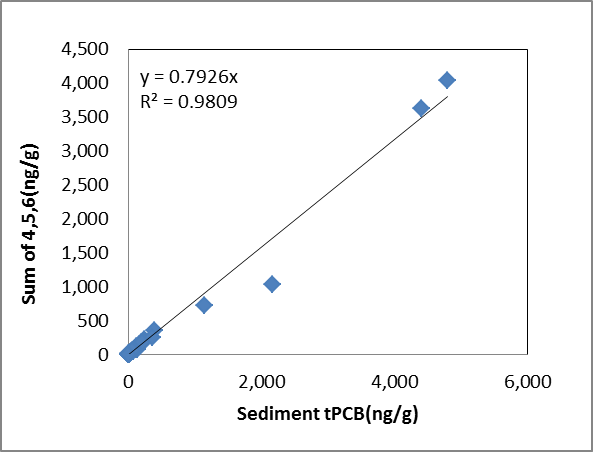 4,500
4,000
3,500
3,000
2,500
2,000
1,500
1,000
500
0
Sum of 4,5,6(ng/g)
y = 0.7926x
R² = 0.9809
0 2,000 4,000 6,000
Sediment tPCB(ng/g)